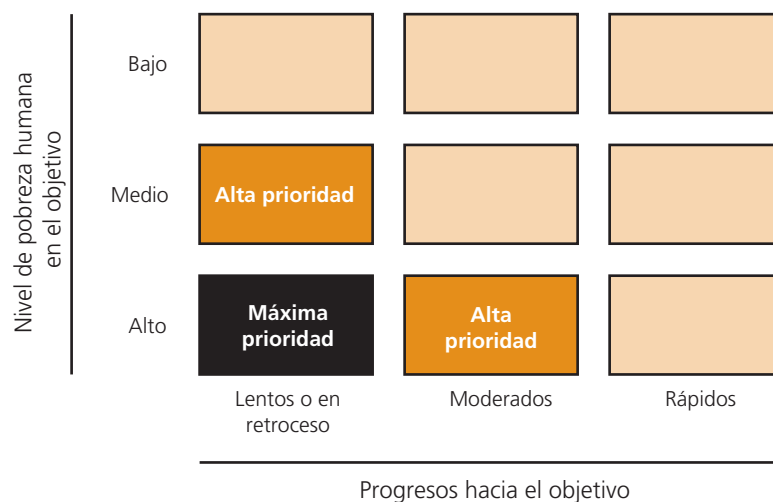 Nivel de pobreza humana
en el objetivo
Bajo
Medio
Alta prioridad
Alto
Máxima
prioridad
Alta
prioridad
Lentos o en
retroceso
Moderados
Rápidos
Progresos hacia el objetivo